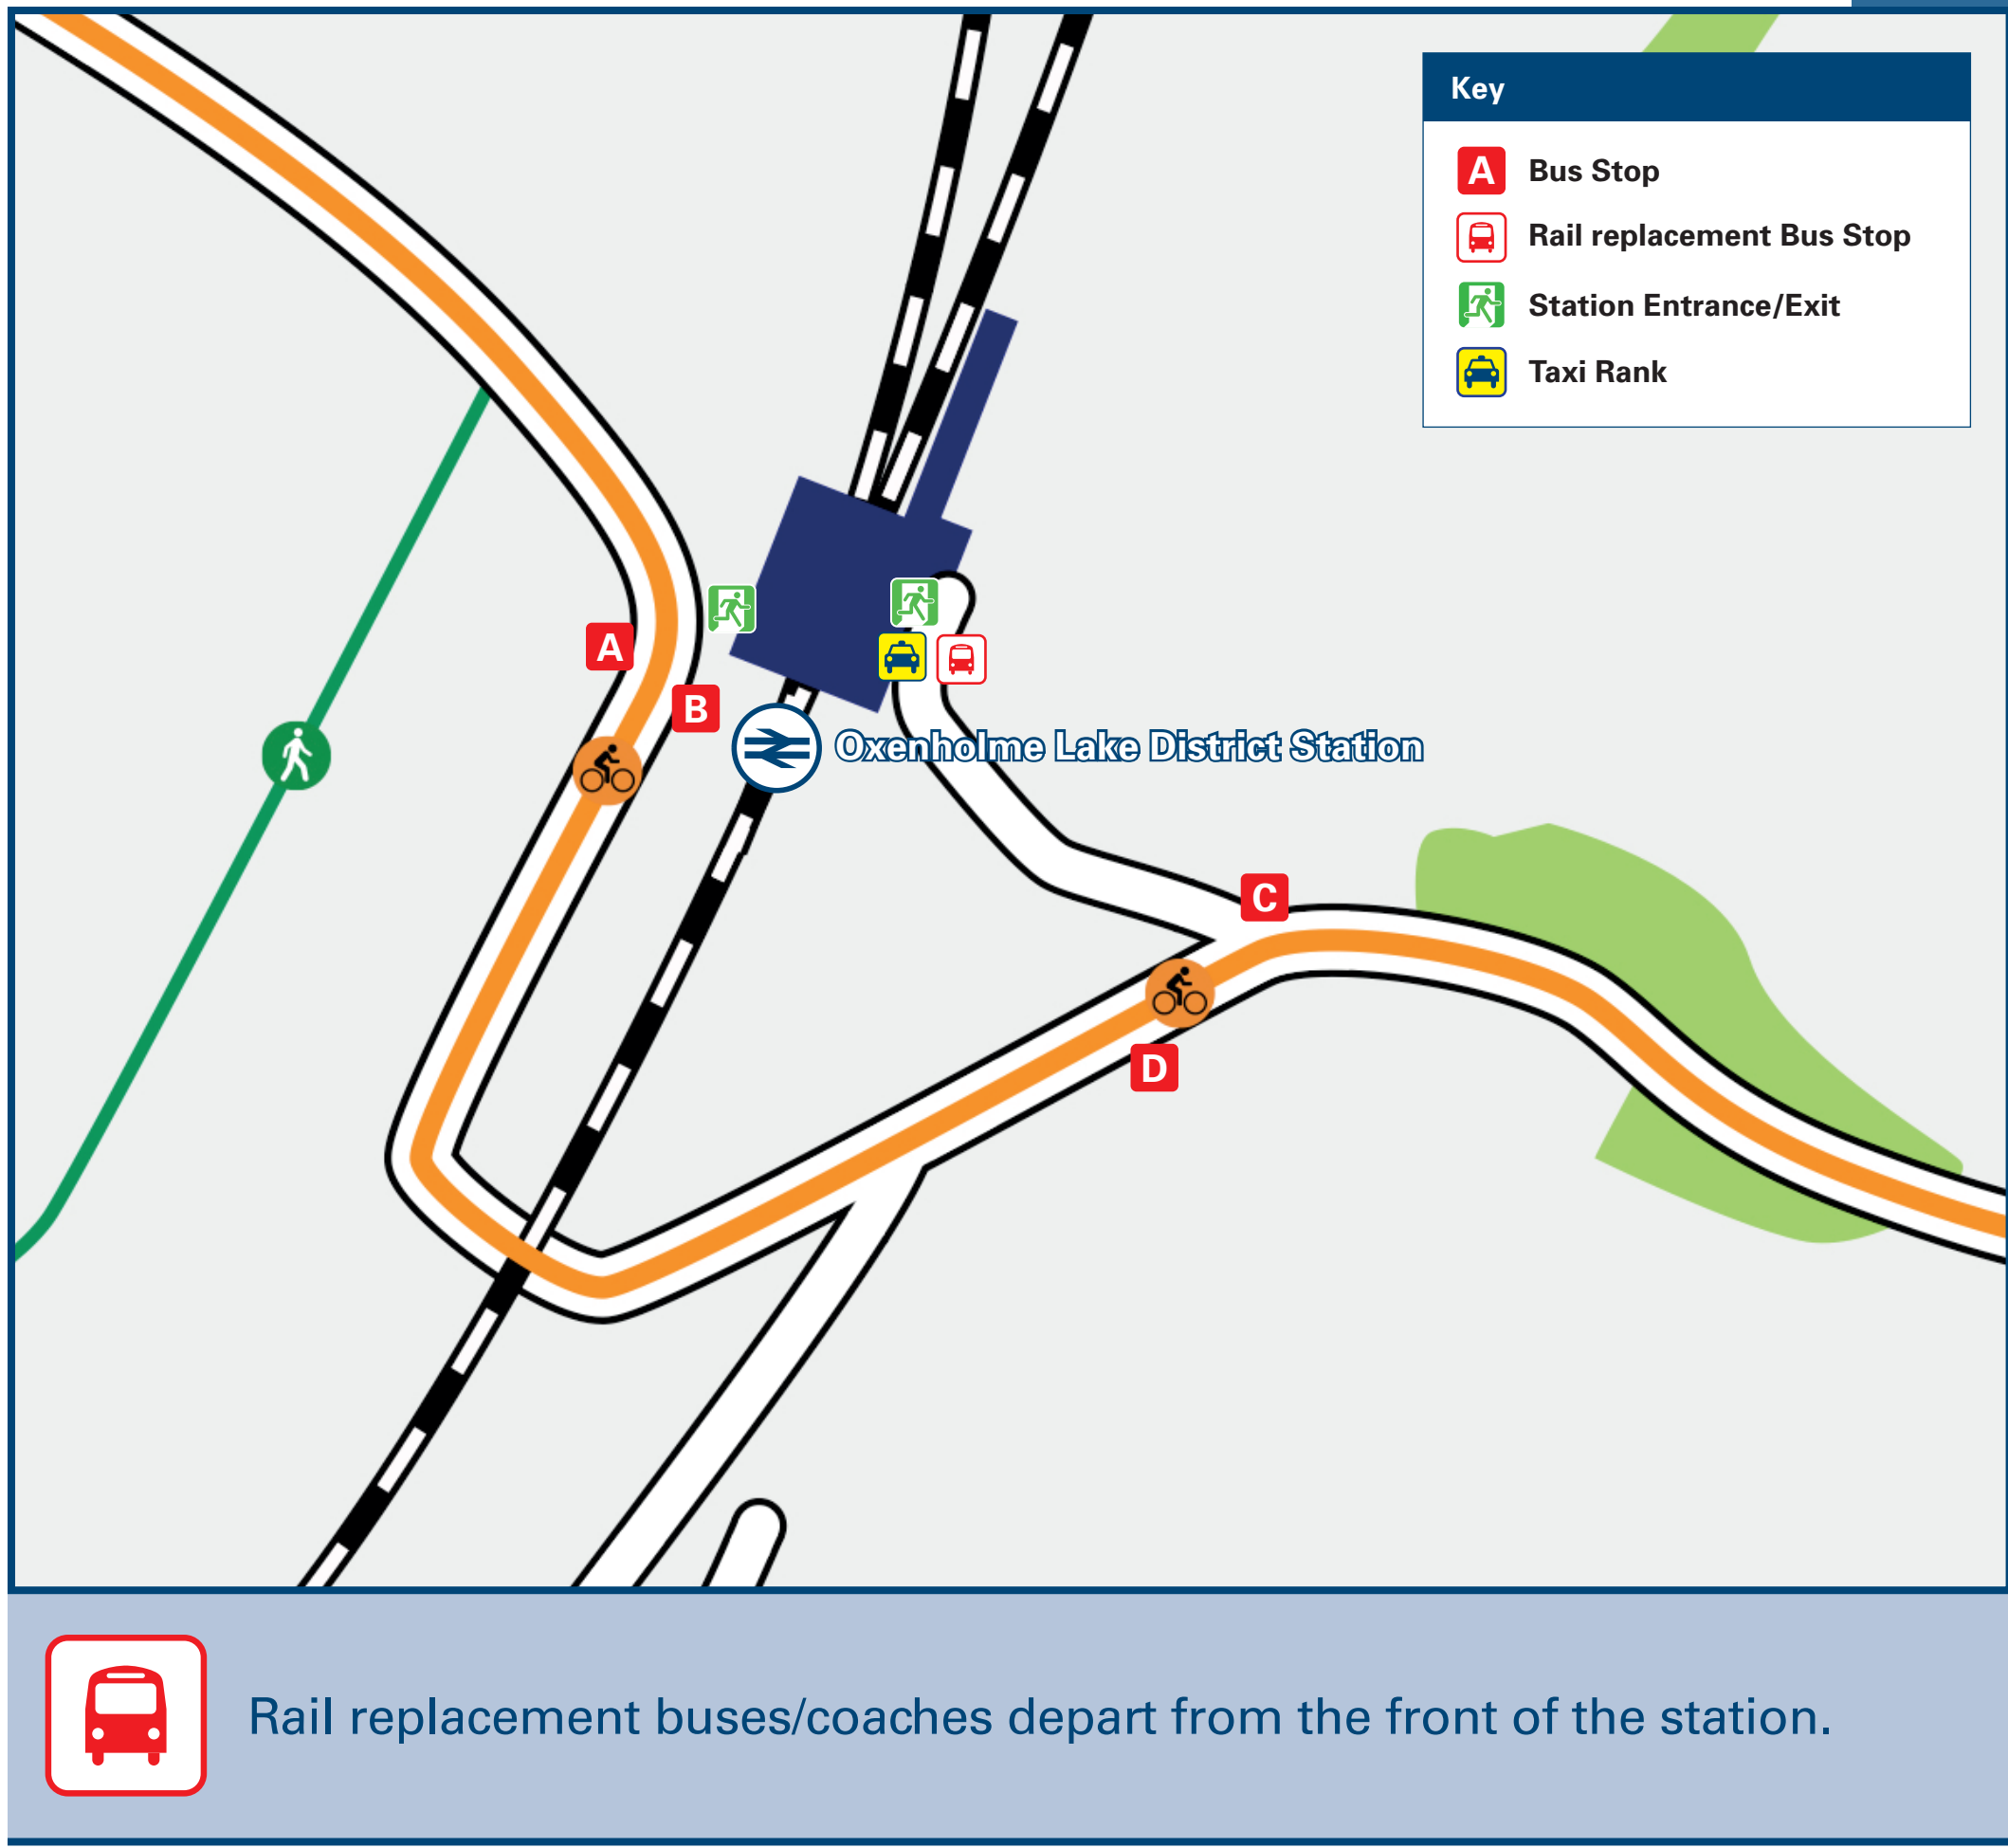 Key
A Bus Stop
Rail replacement Bus Stop
Station Entrance/Exit
Taxi Rank
A
B
Oxenholme Lake District Station
C
D
Rail replacement buses/coaches depart from the front of the station.